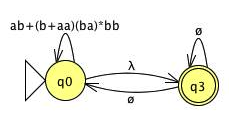 ab+(b+aa)(ba)*bb
ø
λ
q0
q3
ø